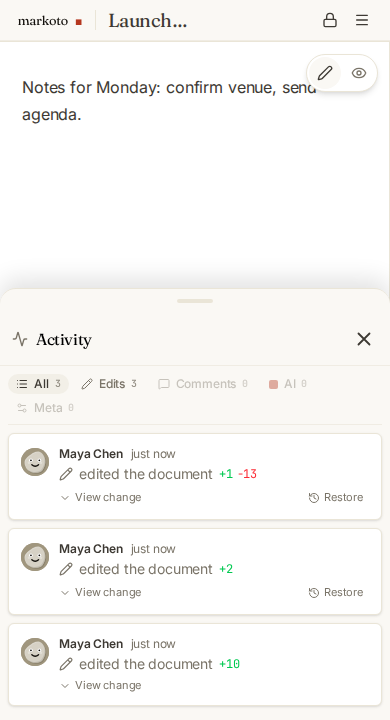 markoto Launch...
Notes for Monday: confirm venue, send
agenda.
Activity
All 3 Edits 3 Comments 0 AI 0
Meta 0
Maya Chen just now
edited the document +1 -13
View change Restore
Maya Chen just now
edited the document +2
View change Restore
Maya Chen just now
edited the document +10
View change